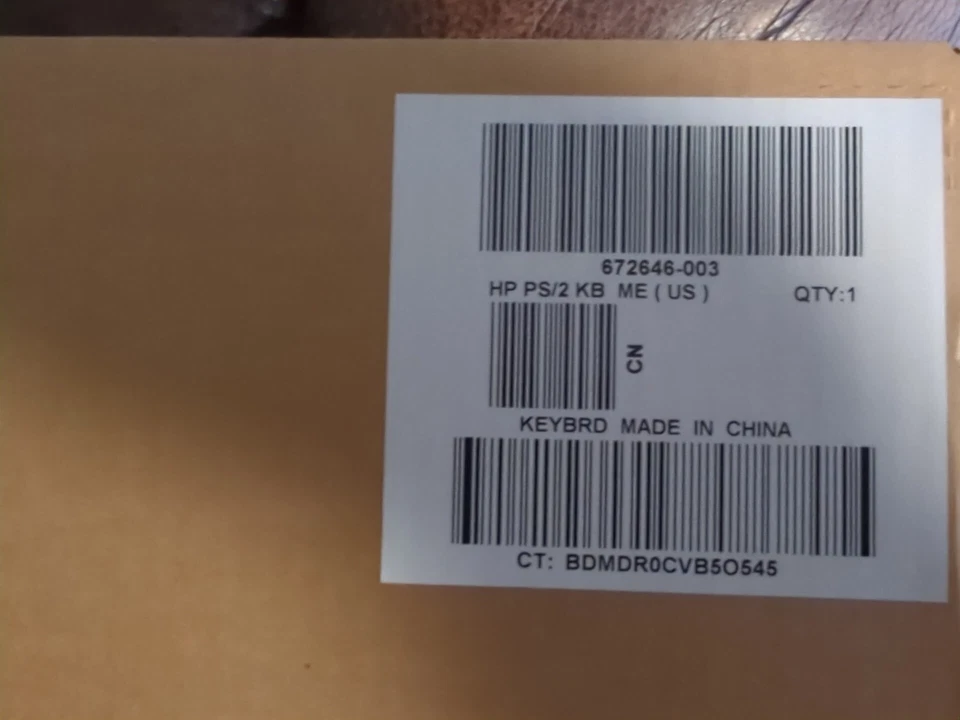 672646-003
HP PS/2 KB ME ( US ) QTY:1
CN
KEYBRD MADE IN CHINA
CT: BDMDR0CVB5O545